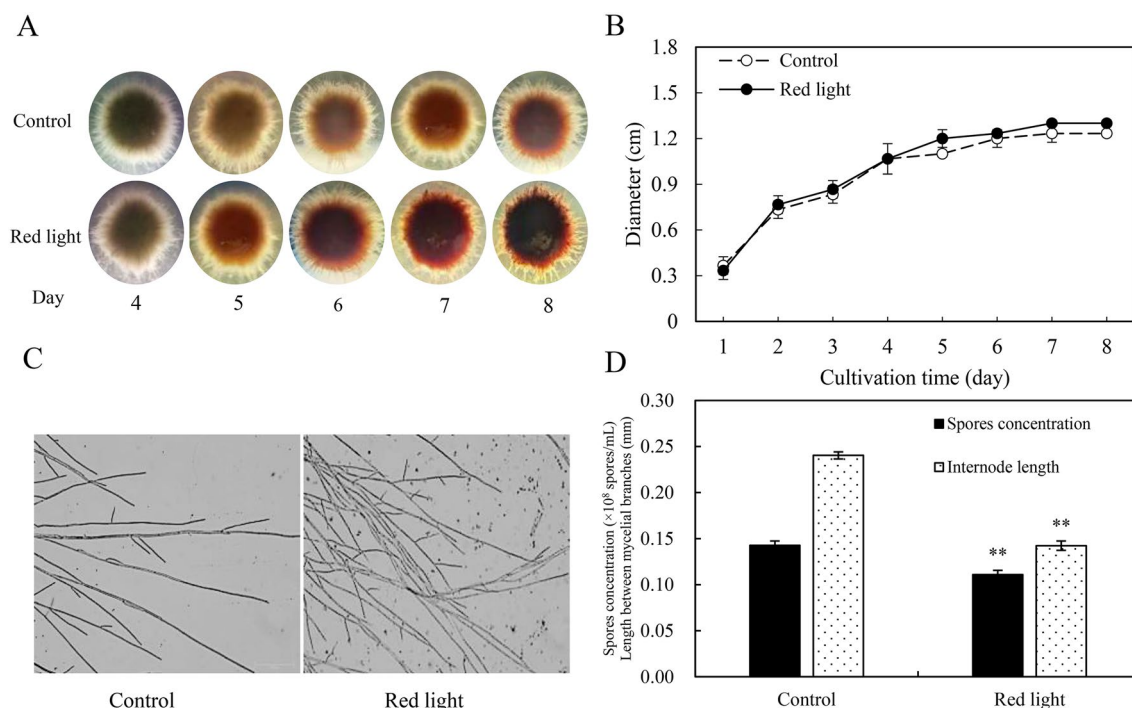 A
Control
Red light
Day
4 5 6 7 8
B
Control
Red light
1.8
1.5
1.2
0.9
0.6
0.3
0
Diameter (cm)
1 2 3 4 5 6 7 8
Cultivation time (day)
C
Control Red light
D
Spores concentration
Internode length
Spores concentration (×10⁸ spores/mL)
Length between mycelial branches (mm)
0.30
0.25
0.20
0.15
0.10
0.05
0.00
**
**
Control Red light